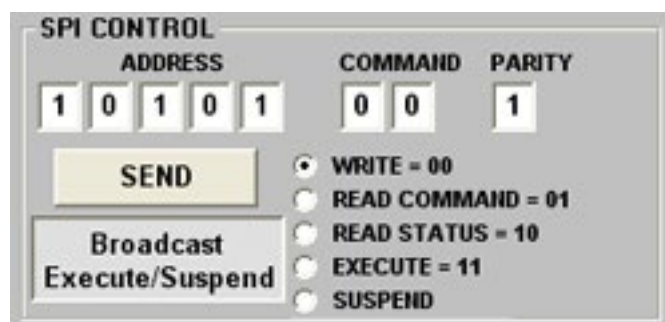 SPI CONTROL
ADDRESS COMMAND PARITY
1 0 1 0 1 0 0 1
SEND
WRITE = 00
READ COMMAND = 01
Broadcast
Execute/Suspend
READ STATUS = 10
EXECUTE = 11
SUSPEND